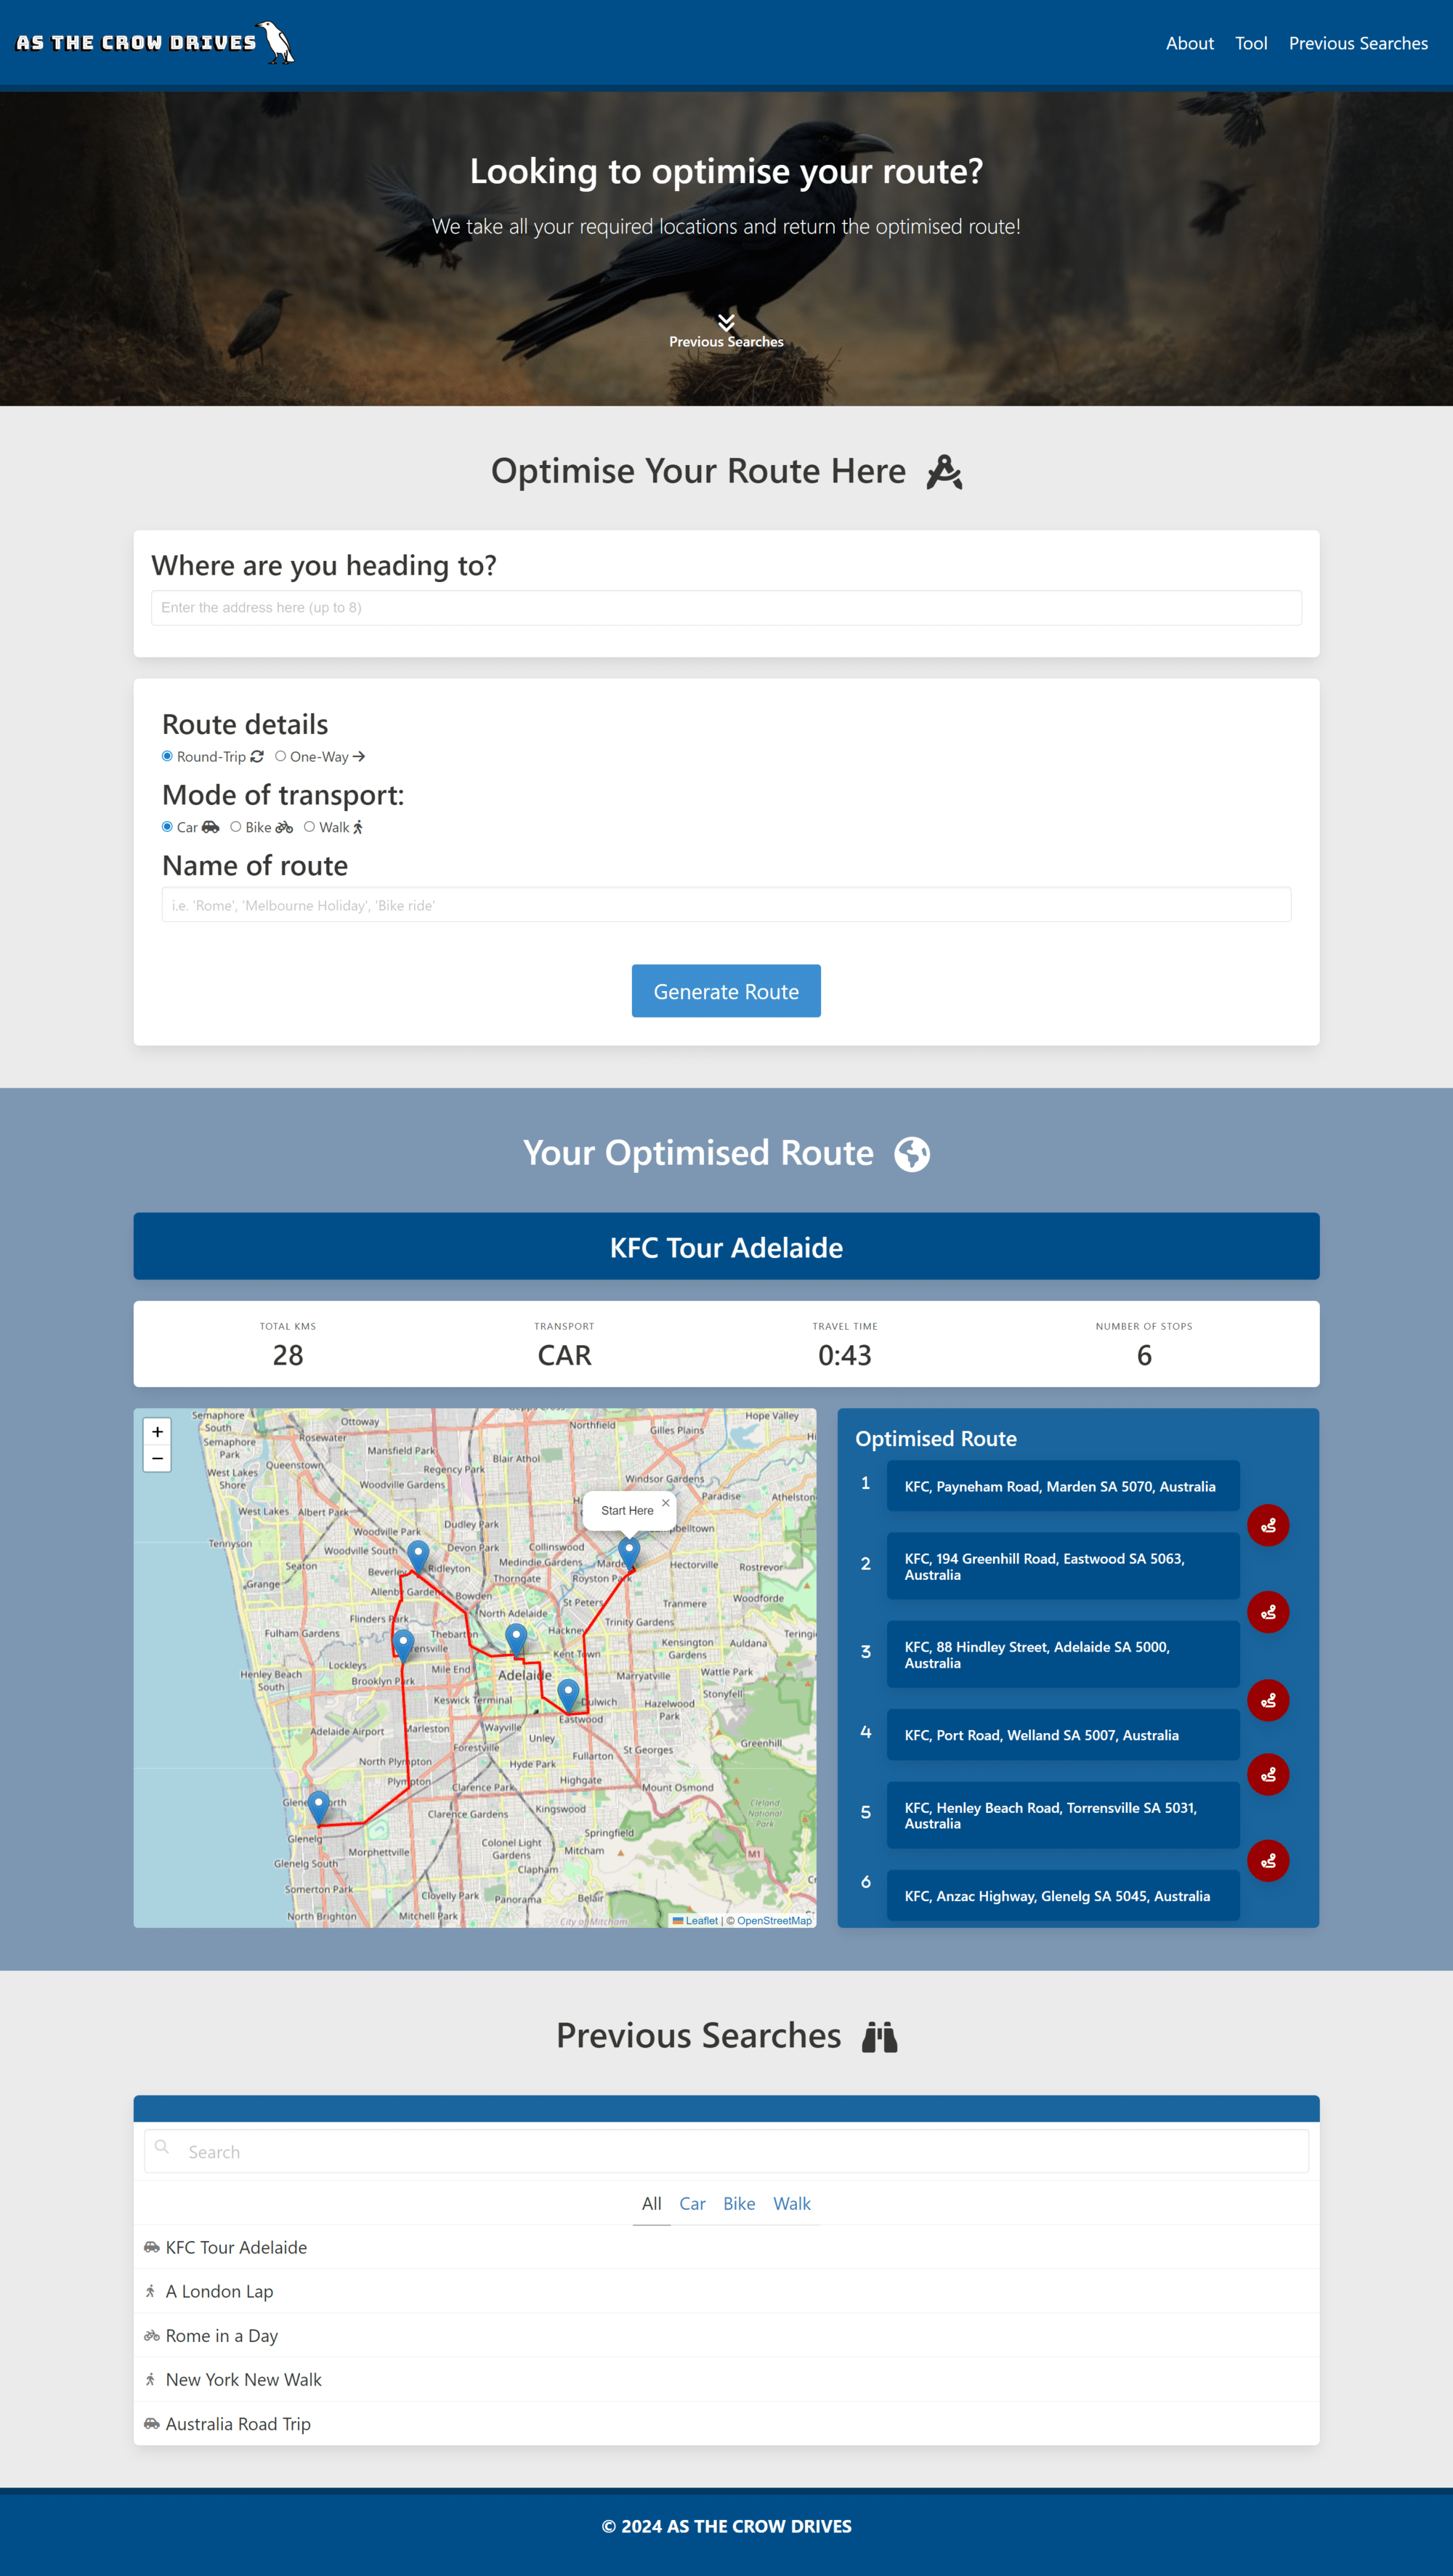 AS THE CROW DRIVES
About Tool Previous Searches
Looking to optimise your route?
We take all your required locations and return the optimised route!
Previous Searches
Optimise Your Route Here
Where are you heading to?
Enter the address here (up to 8)
Route details
Round-Trip One-Way
Mode of transport:
Car Bike Walk
Name of route
i.e. 'Rome', 'Melbourne Holiday', 'Bike ride'
Generate Route
Your Optimised Route
KFC Tour Adelaide
TOTAL KMS
28
TRANSPORT
CAR
TRAVEL TIME
0:43
NUMBER OF STOPS
6
+
−
Semaphore South
Ottoway
Northfield
Hope Valley
Gilles Plains
Rosewater
Semaphore Park
Mansfield Park
Blair Athol
Queenstown
Regency Park
West Lakes Shore
Woodville Gardens
Windsor Gardens
Paradise
Athelston
Start Here
×
West Lakes
Albert Park
Dudley Park
Woodville Park
Tennyson
Woodville South
Devon Park
Collinswood
Seaton
Ridleyton
Medindie Gardens
Hectorville
Rostrevor
Beverley
Thorngate
Royston Park
Grange
Allenby Gardens
Bowden
St Peters
Tranmere
Woodforde
Flinders Park
North Adelaide
Trinity Gardens
Fulham Gardens
Thebarton
Hackney
Kensington Gardens
Auldana
Lockleys
Mile End
Kent Town
Henley Beach South
Brooklyn Park
Adelaide
Marryatville
Wattle Park
Keswick Terminal
Dulwich
Hazelwood Park
Stonyfell
Adelaide Airport
Marleston
Wayville
Eastwood
Unley
Forestville
Fullarton
St Georges
Greenhill
North Plympton
Hyde Park
Plympton
Clarence Park
Highgate
Mount Osmond
Clarence Gardens
Kingswood
Cleland National Park
Glenelg
Springfield
Morphettville
Colonel Light Gardens
Mitcham
M1
Glenelg South
Clapham
Somerton Park
Clovelly Park
Panorama
Belair
North Brighton
Mitchell Park
City of Mitcham
Leaflet | © OpenStreetMap
Optimised Route
1
KFC, Payneham Road, Marden SA 5070, Australia
2
KFC, 194 Greenhill Road, Eastwood SA 5063,
Australia
3
KFC, 88 Hindley Street, Adelaide SA 5000,
Australia
4
KFC, Port Road, Welland SA 5007, Australia
5
KFC, Henley Beach Road, Torrensville SA 5031,
Australia
6
KFC, Anzac Highway, Glenelg SA 5045, Australia
Previous Searches
Search
All Car Bike Walk
KFC Tour Adelaide
A London Lap
Rome in a Day
New York New Walk
Australia Road Trip
© 2024 AS THE CROW DRIVES